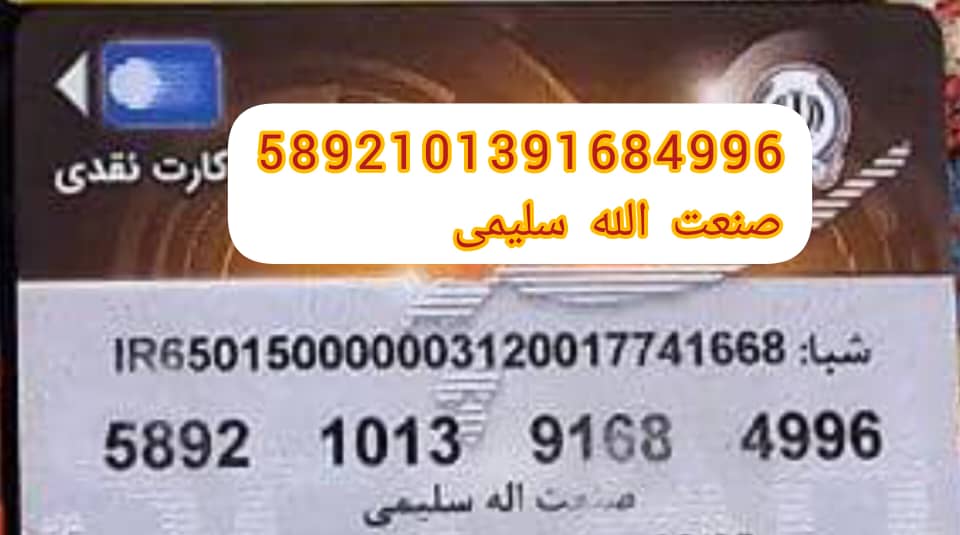 کارت نقدی
5892101391684996
صنعت الله سلیمی
شبا: IR650150000003120017741668
5892 1013 9168 4996
صنعت اله سلیمی